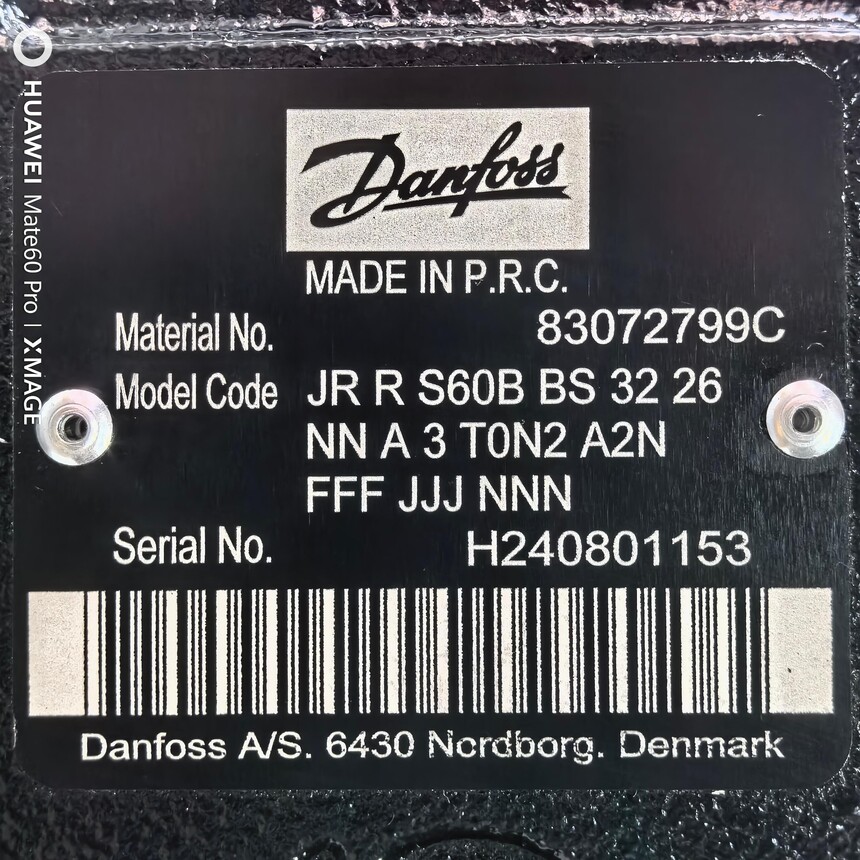 Danfoss
MADE IN P.R.C.
Material No. 83072799C
Model Code JR R S60B BS 32 26
NN A 3 T0N2 A2N
FFF JJJ NNN
Serial No. H240801153
Danfoss A/S. 6430 Nordborg. Denmark
HUAWEI Mate60 Pro | XMAGE